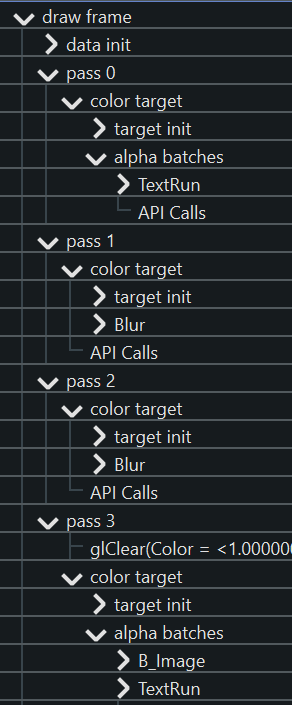 draw frame
data init
pass 0
color target
target init
alpha batches
TextRun
API Calls
pass 1
color target
target init
Blur
API Calls
pass 2
color target
target init
Blur
API Calls
pass 3
glClear(Color = <1.000000
color target
target init
alpha batches
B_Image
TextRun